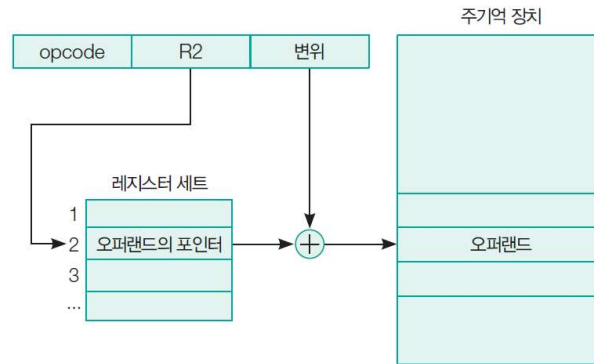 주기억 장치
opcode R2 변위
레지스터 세트
1
2 오퍼랜드의 포인터
3
...
+
오퍼랜드